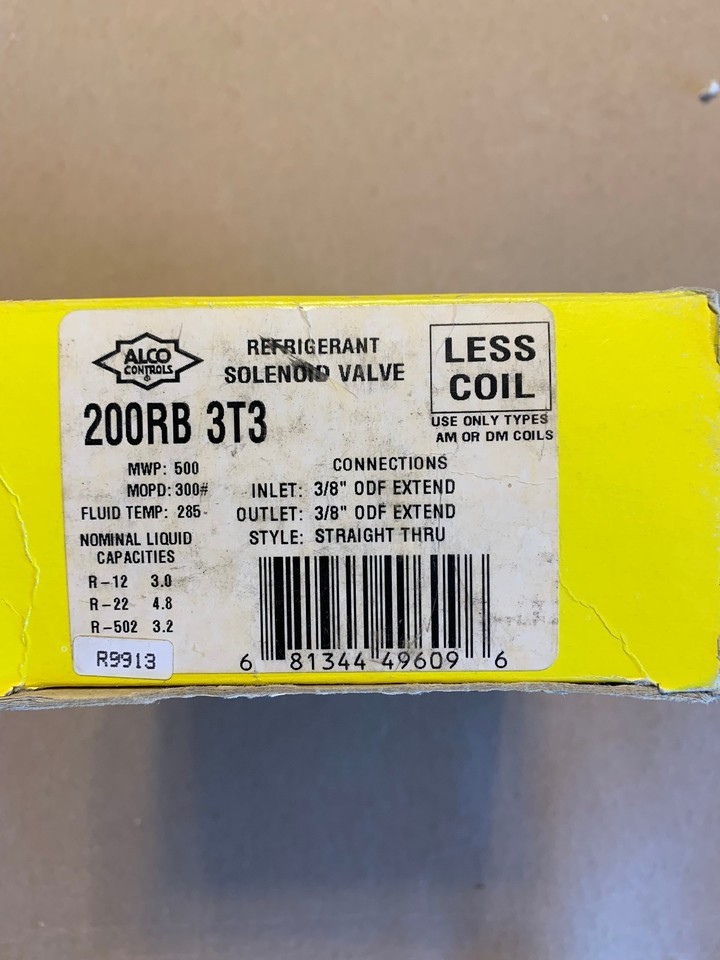 ALCO
CONTROLS
REFRIGERANT
SOLENOID VALVE
LESS
COIL
USE ONLY TYPES
AM OR DM COILS
200RB 3T3
MWP: 500
MOPD: 300#
FLUID TEMP: 285
NOMINAL LIQUID
CAPACITIES
R-12 3.0
R-22 4.8
R-502 3.2
R9913
CONNECTIONS
INLET: 3/8" ODF EXTEND
OUTLET: 3/8" ODF EXTEND
STYLE: STRAIGHT THRU
6 81344 49609 6